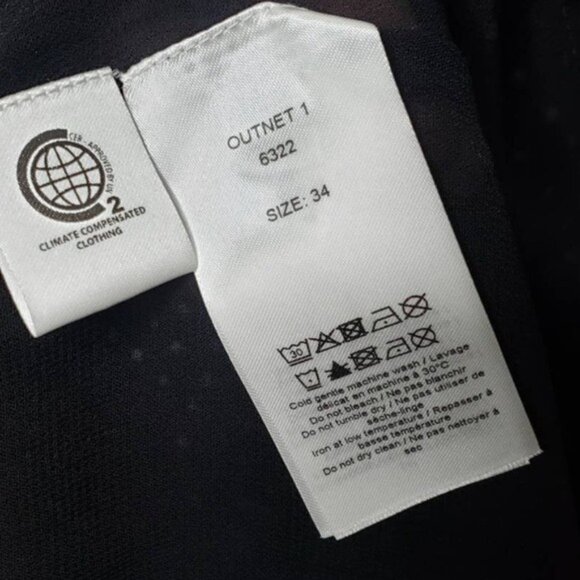 CER - APPROVED BY UN
2
CLIMATE COMPENSATED
CLOTHING
OUTNET 1
6322
SIZE: 34
30
Cold gentle machine wash / Lavage
délicat en machine à 30°C
Do not bleach / Ne pas blanchir
Do not tumble dry / Ne pas utiliser de
sèche-linge
Iron at low temperature / Repasser à
basse température
Do not dry clean / Ne pas nettoyer à
sec